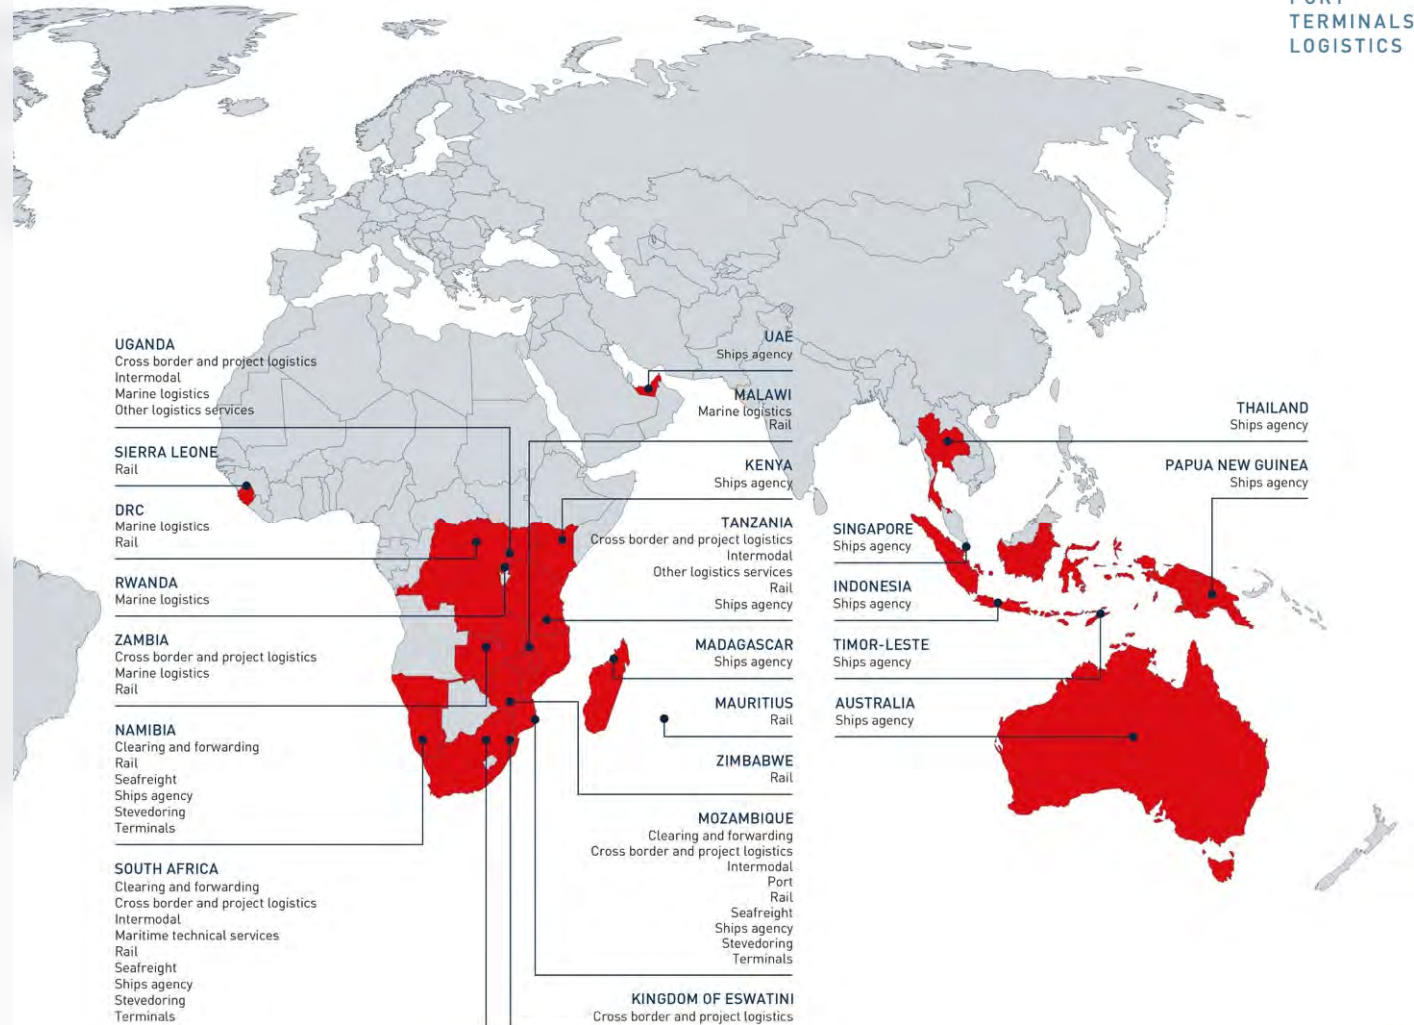 TERMINALS
LOGISTICS
UGANDA
Cross border and project logistics
Intermodal
Marine logistics
Other logistics services
SIERRA LEONE
Rail
DRC
Marine logistics
Rail
RWANDA
Marine logistics
ZAMBIA
Cross border and project logistics
Marine logistics
Rail
NAMIBIA
Clearing and forwarding
Rail
Seafreight
Ships agency
Stevedoring
Terminals
SOUTH AFRICA
Clearing and forwarding
Cross border and project logistics
Intermodal
Maritime technical services
Rail
Seafreight
Ships agency
Stevedoring
Terminals
UAE
Ships agency
MALAWI
Marine logistics
Rail
KENYA
Ships agency
TANZANIA
Cross border and project logistics
Intermodal
Other logistics services
Rail
Ships agency
MADAGASCAR
Ships agency
MAURITIUS
Rail
ZIMBABWE
Rail
MOZAMBIQUE
Clearing and forwarding
Cross border and project logistics
Intermodal
Port
Rail
Seafreight
Ships agency
Stevedoring
Terminals
KINGDOM OF ESWATINI
Cross border and project logistics
SINGAPORE
Ships agency
INDONESIA
Ships agency
TIMOR-LESTE
Ships agency
AUSTRALIA
Ships agency
THAILAND
Ships agency
PAPUA NEW GUINEA
Ships agency